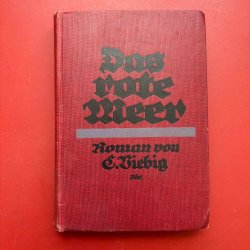 Das
rote
Meer
Roman von
C. Viebig